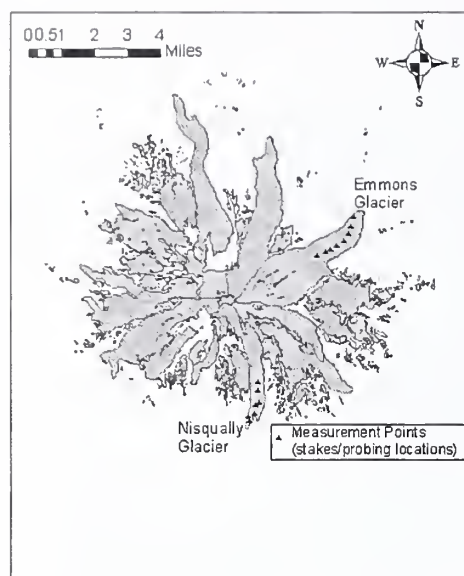 00.51 2 3 4
Miles
N
W E
S
Emmons
Glacier
Nisqually
Glacier
Measurement Points
(stakes/probing locations)